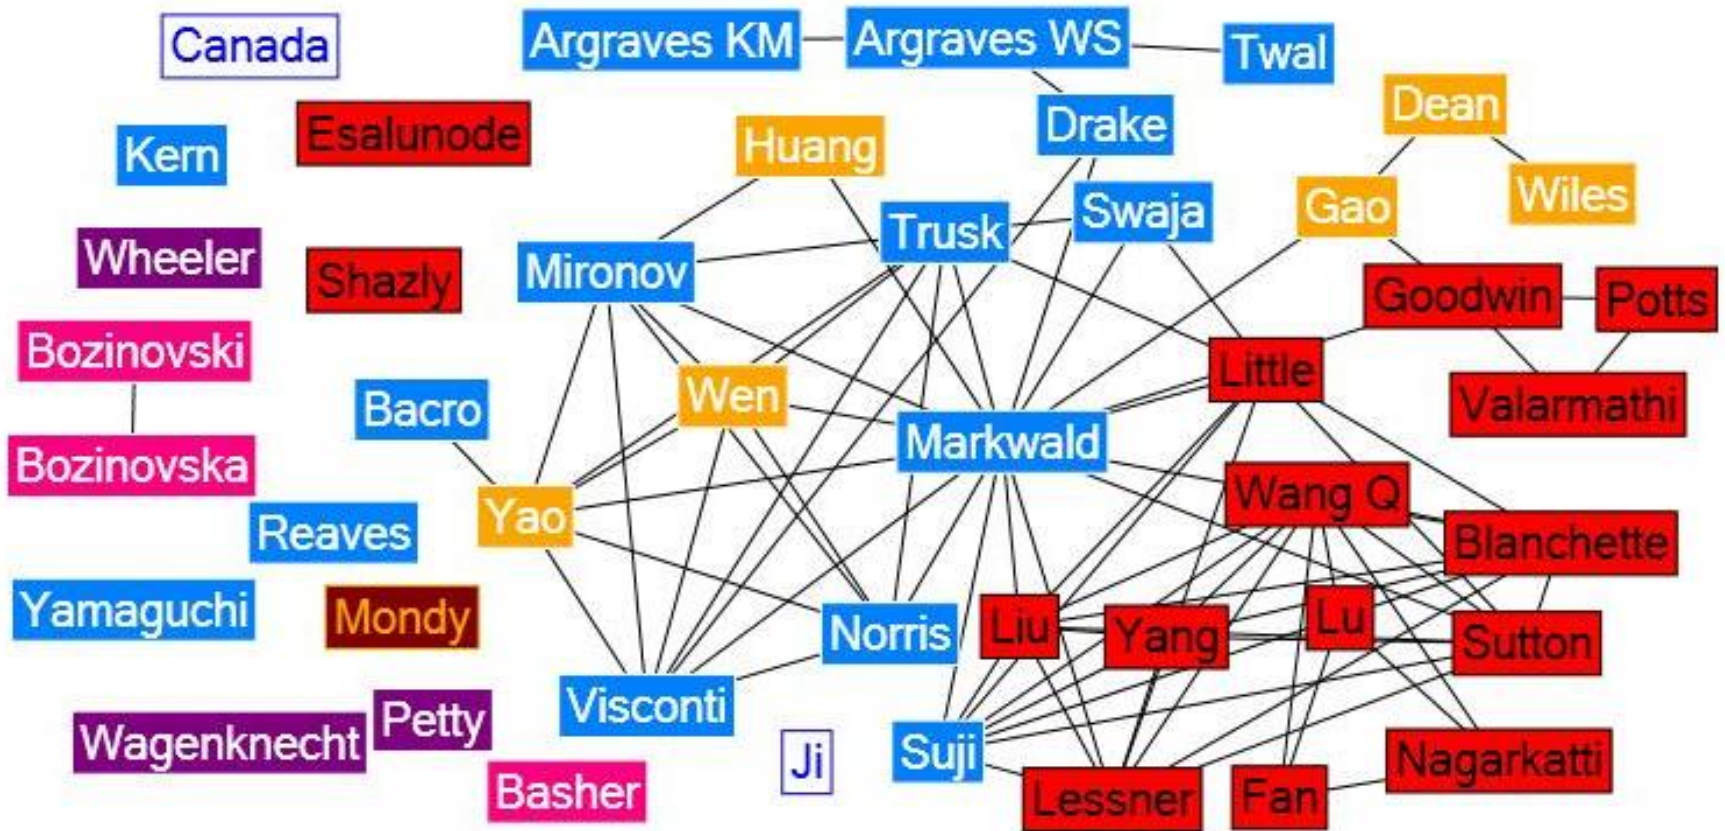 Canada
Argraves KM
Argraves WS
Twal
Esalunode
Kern
Huang
Drake
Dean
Wiles
Gao
Swaja
Trusk
Wheeler
Shazly
Mironov
Goodwin
Potts
Bozinovski
Little
Valarmathi
Wen
Bacro
Markwald
Bozinovska
Wang Q
Yao
Reaves
Blanchette
Yamaguchi
Mondy
Norris
Liu
Yang
Lu
Sutton
Visconti
Petty
Wagenknecht
Ji
Suji
Nagarkatti
Basher
Lessner
Fan